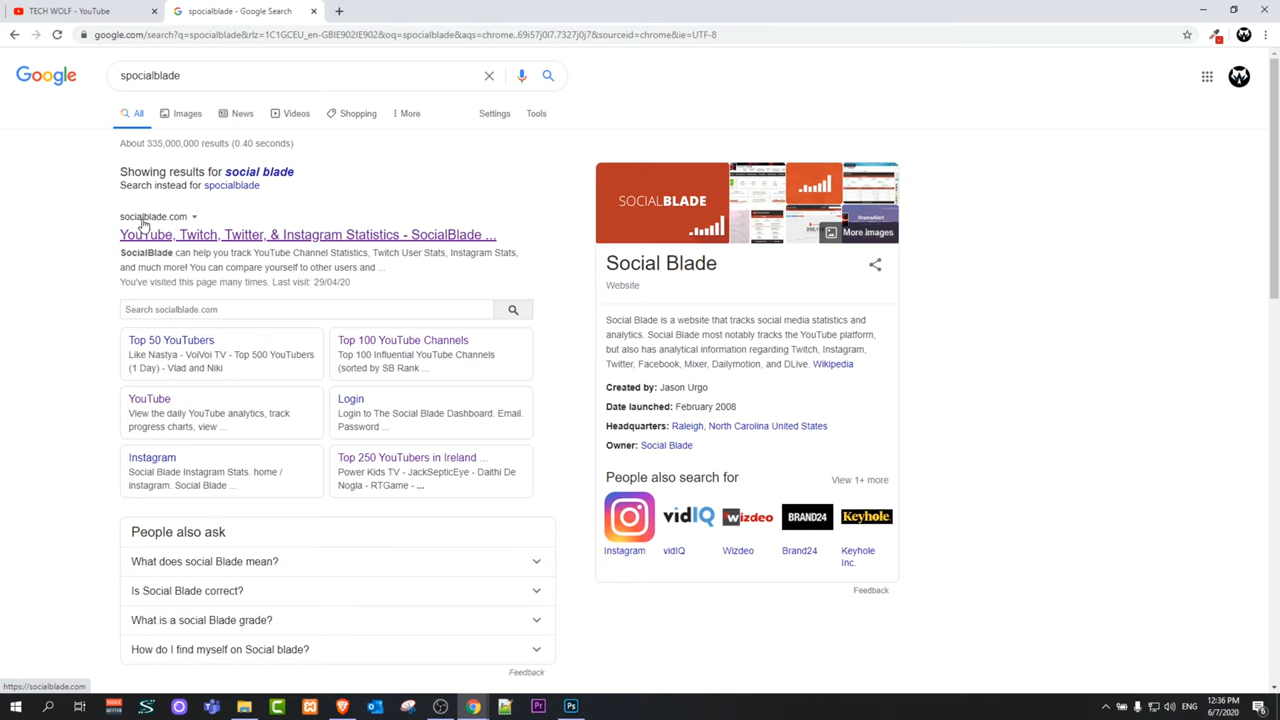 TECH WOLF - YouTube
spocialblade - Google Search
google.com/search?q=spocialblade&rlz=1C1GCEU_en-GBIE902IE902&oq=spocialblade&aqs=chrome..69i57j0l7.7327j0j7&sourceid=chrome&ie=UTF-8
Google
spocialblade
All
Images
News
Videos
Shopping
More
Settings
Tools
About 335,000,000 results (0.40 seconds)
Showing results for social blade
Search instead for spocialblade
socialblade.com
YouTube, Twitch, Twitter, & Instagram Statistics - SocialBlade ...
SocialBlade can help you track YouTube Channel Statistics, Twitch User Stats, Instagram Stats,
and much more! You can compare yourself to other users and ...
You've visited this page many times. Last visit: 29/04/20
Search socialblade.com
Top 50 YouTubers
Like Nastya - VoiVoi TV - Top 500 YouTubers
(1 Day) - Vlad and Niki
Top 100 YouTube Channels
Top 100 Influential YouTube Channels
(sorted by SB Rank ...
YouTube
View the daily YouTube analytics, track
progress charts, view ...
Login
Login to The Social Blade Dashboard. Email.
Password ...
Instagram
Social Blade Instagram Stats. home /
instagram. Social Blade ...
Top 250 YouTubers in Ireland ...
Power Kids TV - JackSepticEye - Daithi De
Nogla - RTGame - ...
People also ask
What does social Blade mean?
Is Social Blade correct?
What is a social Blade grade?
How do I find myself on Social blade?
Feedback
SOCIALBLADE
DramaAlert
More images
Social Blade
Website
Social Blade is a website that tracks social media statistics and
analytics. Social Blade most notably tracks the YouTube platform,
but also has analytical information regarding Twitch, Instagram,
Twitter, Facebook, Mixer, Dailymotion, and DLive. Wikipedia
Created by: Jason Urgo
Date launched: February 2008
Headquarters: Raleigh, North Carolina United States
Owner: Social Blade
People also search for
View 1+ more
vidIQ
Wizdeo
BRAND24
Keyhole
Instagram
vidIQ
Wizdeo
Brand24
Keyhole
Inc.
Feedback
https://socialblade.com
Pr
Ps
ENG
12:36 PM
6/7/2020